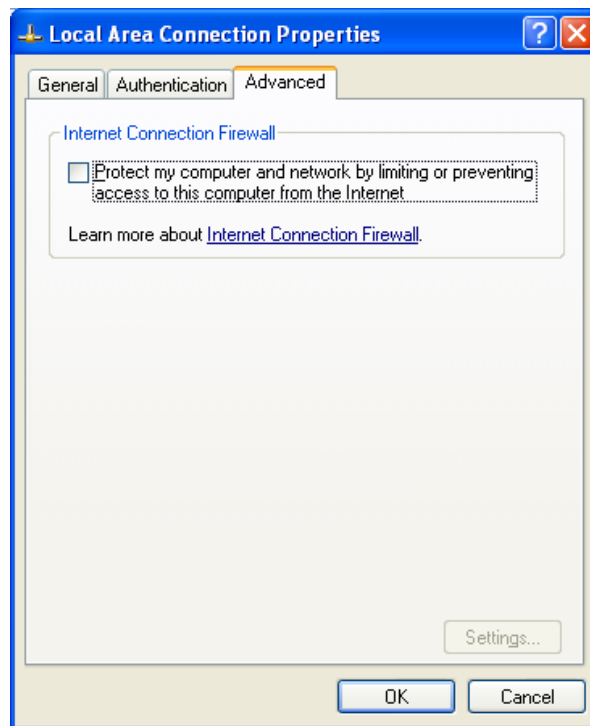 Local Area Connection Properties
General
Authentication
Advanced
Internet Connection Firewall
Protect my computer and network by limiting or preventing
access to this computer from the Internet
Learn more about Internet Connection Firewall.
Settings...
OK
Cancel